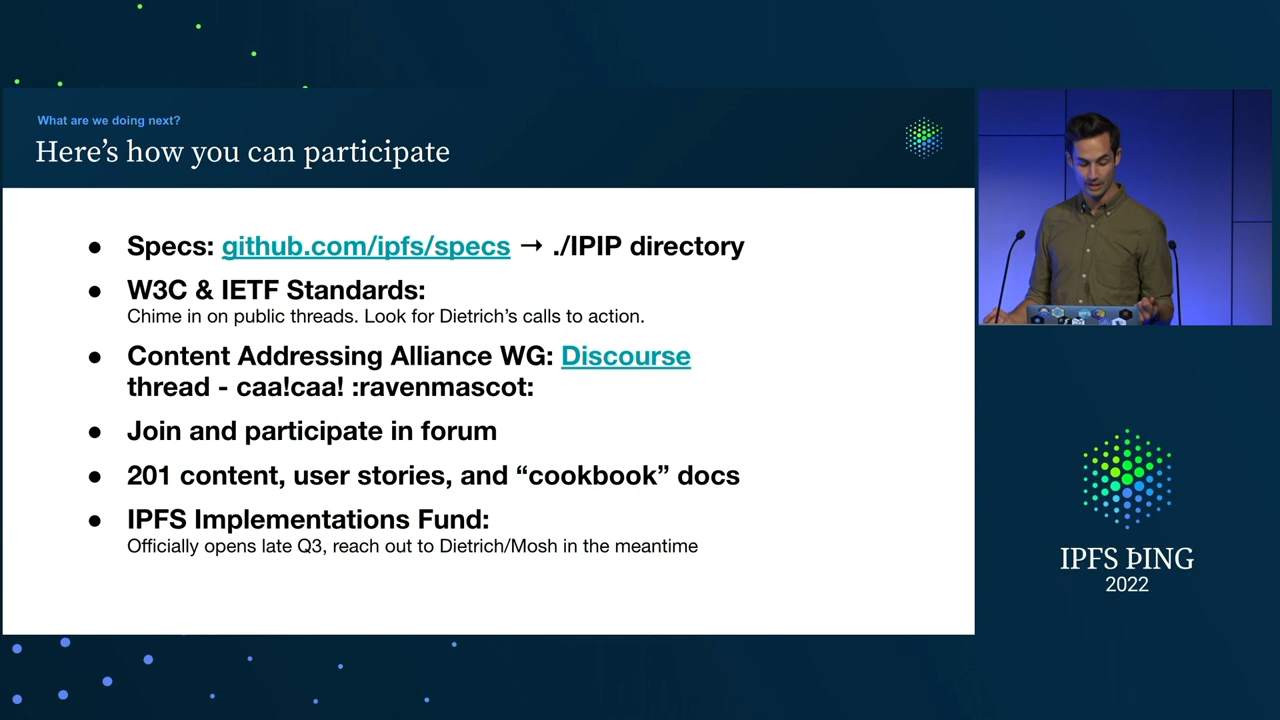 What are we doing next?
Here's how you can participate
● Specs: github.com/ipfs/specs → ./IPIP directory
● W3C & IETF Standards:
Chime in on public threads. Look for Dietrich's calls to action.
● Content Addressing Alliance WG: Discourse
thread - caa!caa! :ravenmascot:
● Join and participate in forum
● 201 content, user stories, and “cookbook” docs
● IPFS Implementations Fund:
Officially opens late Q3, reach out to Dietrich/Mosh in the meantime
IPFS ÞING
2022